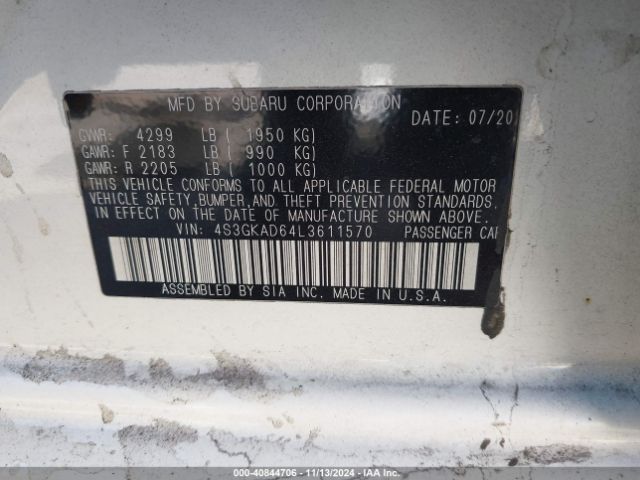 MFD BY SUBARU CORPORATION
DATE: 07/20
GVWR: 4299 LB ( 1950 KG)
GAWR: F 2183 LB ( 990 KG)
GAWR: R 2205 LB ( 1000 KG)
THIS VEHICLE CONFORMS TO ALL APPLICABLE FEDERAL MOTOR
VEHICLE SAFETY, BUMPER, AND THEFT PREVENTION STANDARDS
IN EFFECT ON THE DATE OF MANUFACTURE SHOWN ABOVE.
VIN: 4S3GKAD64L3611570 PASSENGER CAR
ASSEMBLED BY SIA INC. MADE IN U.S.A.
000-40844706 - 11/13/2024 - IAA Inc.